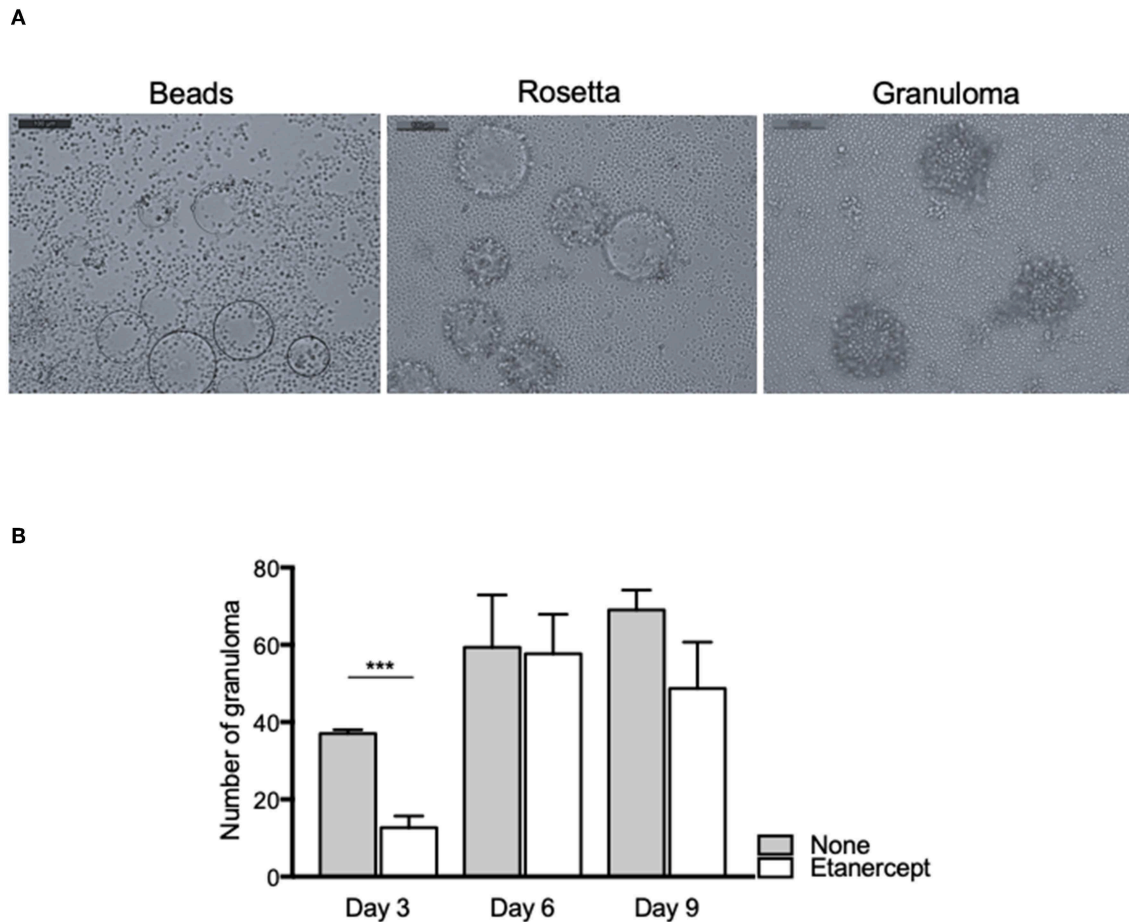 A
Beads Rosetta Granuloma
B
80
60
40
20
0
Number of granuloma
***
Day 3 Day 6 Day 9
None
Etanercept